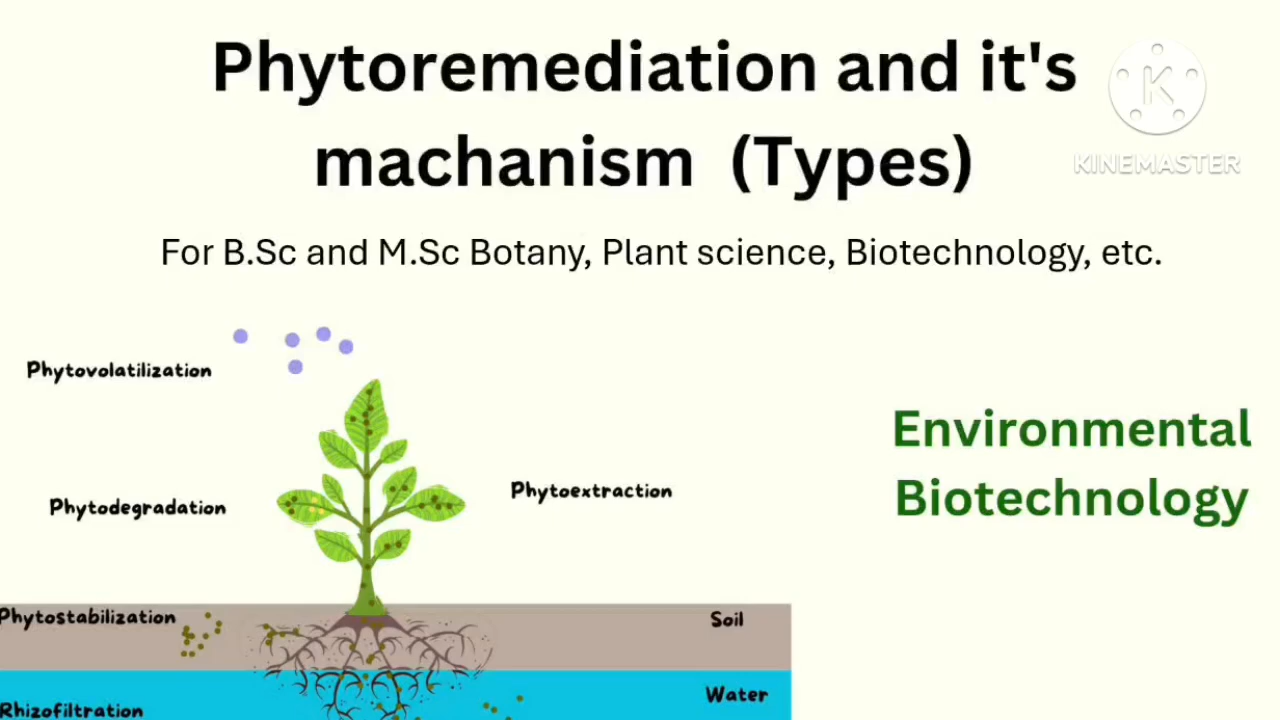 Phytoremediation and it's
machanism (Types)
K
KINEMASTER
For B.Sc and M.Sc Botany, Plant science, Biotechnology, etc.
Phytovolatilization
Phytodegradation
Phytoextraction
Environmental
Biotechnology
Phytostabilization
Soil
Water
Rhizofiltration